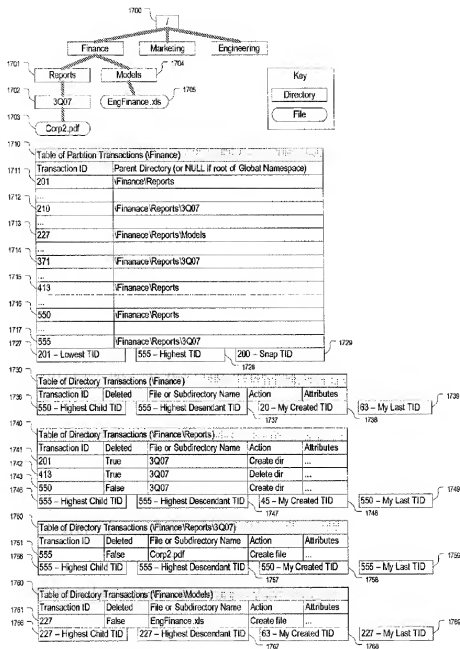 1700
/
Finance
Marketing
Engineering
1701
Reports
Models
1704
Key
Directory
File
1702
3Q07
EngFinance.xls
1705
1703
Corp2.pdf
1710
Table of Partition Transactions (\Finance)
1711
Transaction ID Parent Directory (or NULL if root of Global Namespace)
201 \Finance\Reports
1712
...
210 \Finanace\Reports\3Q07
1713
...
227 \Finanace\Reports\Models
1714
...
371 \Finanace\Reports\3Q07
1715
...
413 \Finanace\Reports
1716
...
550 \Finanace\Reports
1717
...
555 \Finanace\Reports\3Q07
1727
201 – Lowest TID 555 – Highest TID 200 – Snap TID
1729
1728
1730
Table of Directory Transactions (\Finance)
Transaction ID Deleted File or Subdirectory Name Action Attributes
1736
550 – Highest Child TID 555 – Highest Desendant TID 20 – My Created TID 63 – My Last TID
1739
1737
1738
1740
Table of Directory Transactions (\Finance\Reports)
1741
Transaction ID Deleted File or Subdirectory Name Action Attributes
1742
201 True 3Q07 Create dir ...
1743
413 True 3Q07 Delete dir ...
550 False 3Q07 Create dir ...
1746
555 – Highest Child TID 555 – Highest Descendant TID 45 – My Created TID 550 – My Last TID
1749
1747
1748
1750
Table of Directory Transactions (\Finance\Reports\3Q07)
1751
Transaction ID Deleted File or Subdirectory Name Action Attributes
555 False Corp2.pdf Create file ...
1756
555 – Highest Child TID 555 – Highest Descendant TID 550 – My Created TID 555 – My Last TID
1759
1757
1758
1760
Table of Directory Transactions (\Finance\Models)
1761
Transaction ID Deleted File or Subdirectory Name Action Attributes
227 False EngFinance.xls Create file ...
1766
227 – Highest Child TID 227 – Highest Descendant TID 63 – My Created TID 227 – My Last TID
1769
1767
1768